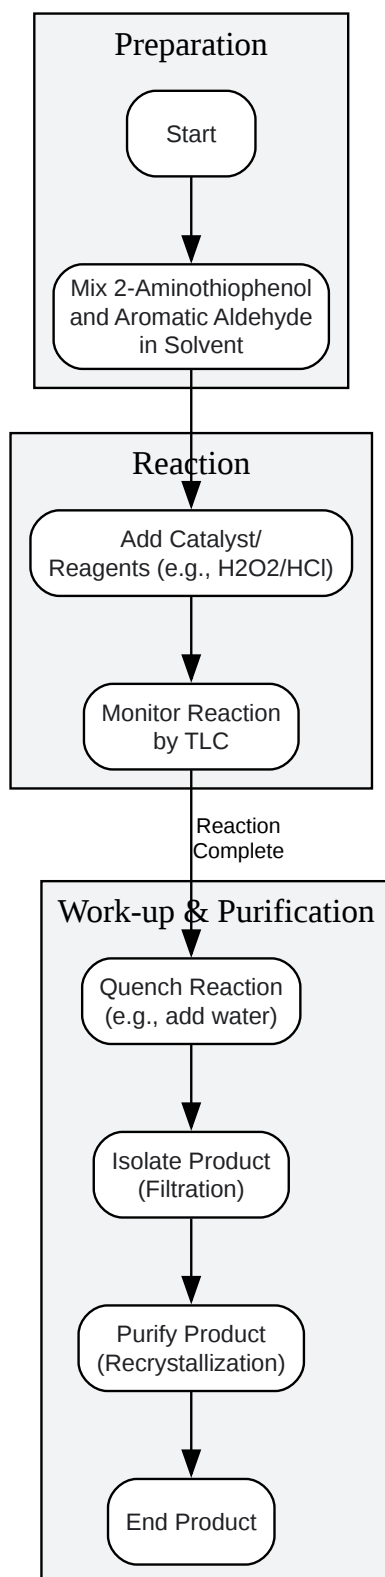 Preparation
Start
Mix 2-Aminothiophenol
and Aromatic Aldehyde
in Solvent
Reaction
Add Catalyst/
Reagents (e.g., H2O2/HCl)
Monitor Reaction
by TLC
Reaction
Complete
Work-up & Purification
Quench Reaction
(e.g., add water)
Isolate Product
(Filtration)
Purify Product
(Recrystallization)
End Product